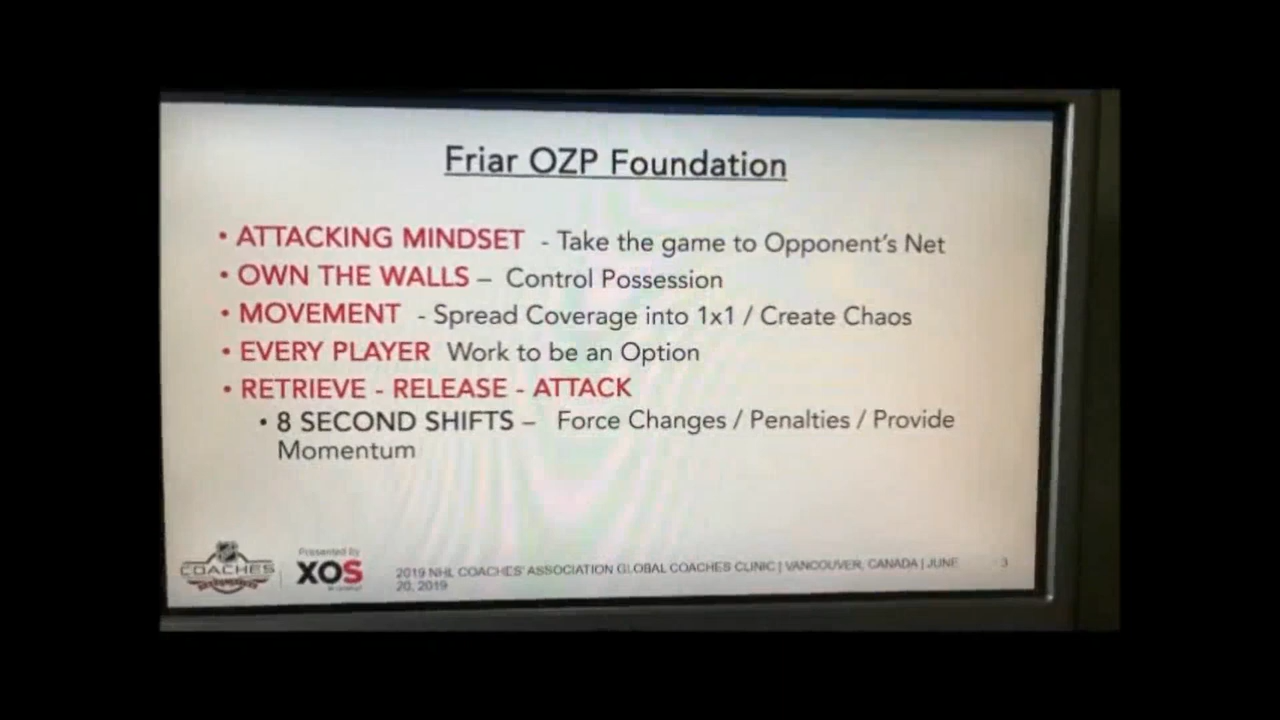 Friar OZP Foundation
• ATTACKING MINDSET - Take the game to Opponent's Net
• OWN THE WALLS – Control Possession
• MOVEMENT - Spread Coverage into 1x1 / Create Chaos
• EVERY PLAYER Work to be an Option
• RETRIEVE - RELEASE - ATTACK
• 8 SECOND SHIFTS – Force Changes / Penalties / Provide
Momentum
COACHES
Presented by
XOS
2019 NHL COACHES' ASSOCIATION GLOBAL COACHES CLINIC | VANCOUVER, CANADA | JUNE
20, 2019
3